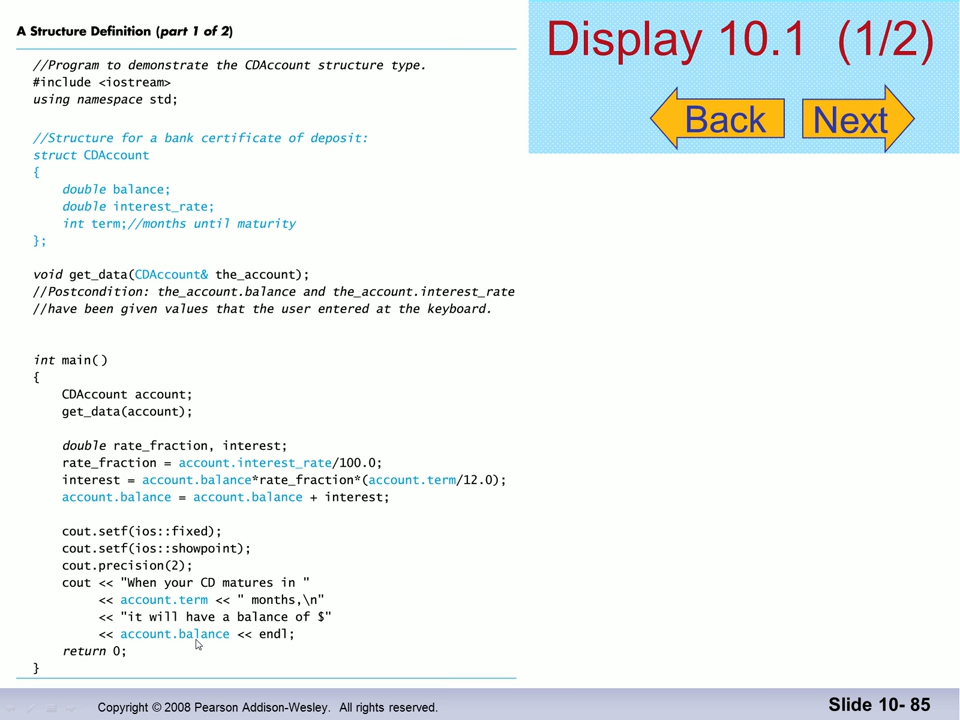 A Structure Definition (part 1 of 2)
//Program to demonstrate the CDAccount structure type.
#include <iostream>
using namespace std;
//Structure for a bank certificate of deposit:
struct CDAccount
{
    double balance;
    double interest_rate;
    int term;//months until maturity
};
void get_data(CDAccount& the_account);
//Postcondition: the_account.balance and the_account.interest_rate
//have been given values that the user entered at the keyboard.
int main( )
{
    CDAccount account;
    get_data(account);
    double rate_fraction, interest;
    rate_fraction = account.interest_rate/100.0;
    interest = account.balance*rate_fraction*(account.term/12.0);
    account.balance = account.balance + interest;
    cout.setf(ios::fixed);
    cout.setf(ios::showpoint);
    cout.precision(2);
    cout << "When your CD matures in "
         << account.term << " months,\n"
         << "it will have a balance of $"
         << account.balance << endl;
    return 0;
}
Display 10.1 (1/2)
Back Next
Copyright © 2008 Pearson Addison-Wesley. All rights reserved.
Slide 10- 85